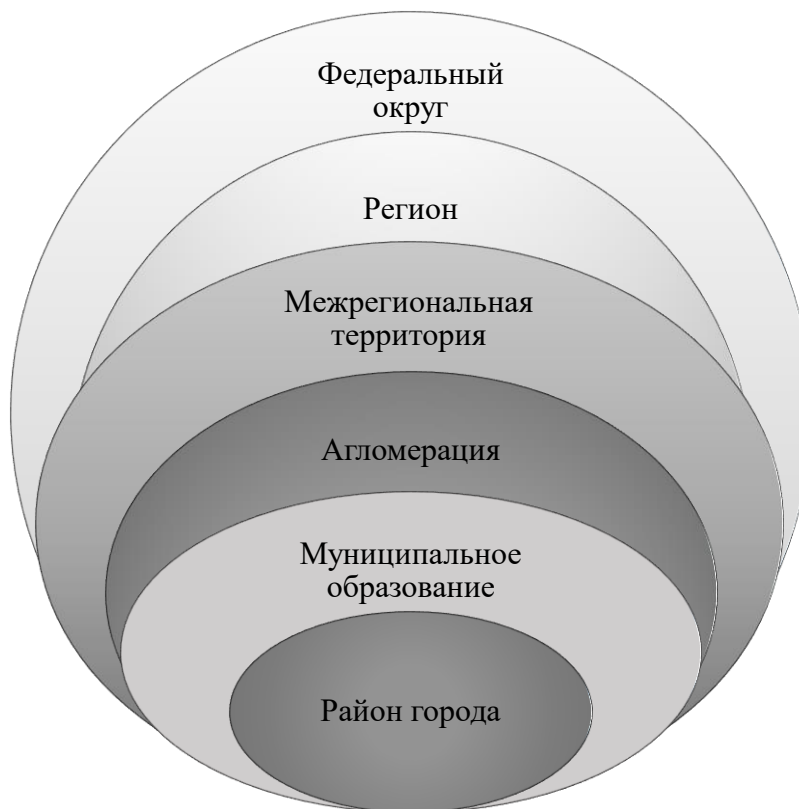 Федеральный
округ
Регион
Межрегиональная
территория
Агломерация
Муниципальное
образование
Район города